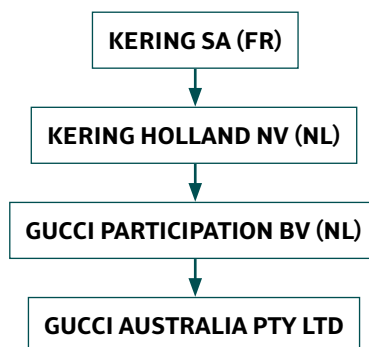 KERING SA (FR)
KERING HOLLAND NV (NL)
GUCCI PARTICIPATION BV (NL)
GUCCI AUSTRALIA PTY LTD